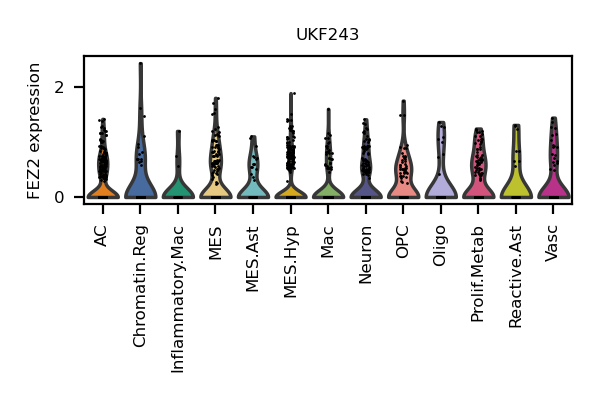 UKF243
FEZ2 expression
2
0
AC
Chromatin.Reg
Inflammatory.Mac
MES
MES.Ast
MES.Hyp
Mac
Neuron
OPC
Oligo
Prolif.Metab
Reactive.Ast
Vasc